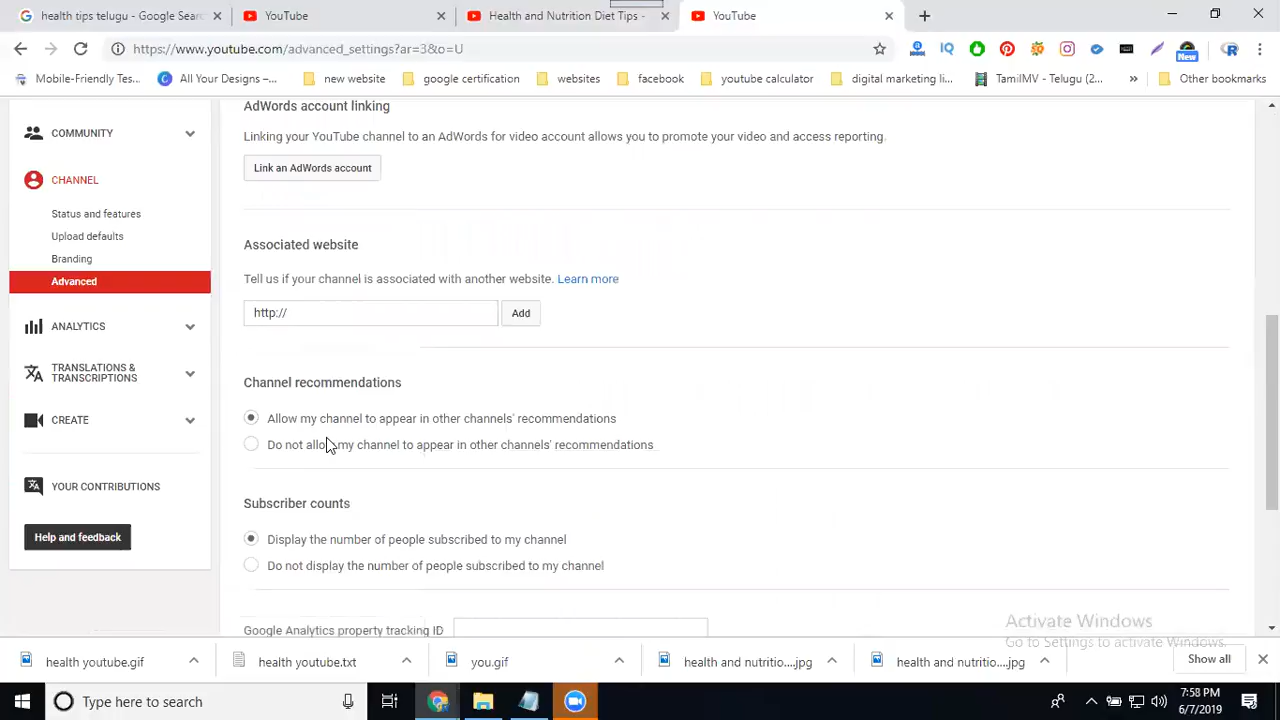 health tips telugu - Google Sear
YouTube
Health and Nutrition Diet Tips -
YouTube
https://www.youtube.com/advanced_settings?ar=3&o=U
New
Mobile-Friendly Tes...
All Your Designs –...
new website
google certification
websites
facebook
youtube calculator
digital marketing li...
TamilMV - Telugu (2...
Other bookmarks
COMMUNITY
CHANNEL
Status and features
Upload defaults
Branding
Advanced
ANALYTICS
TRANSLATIONS &
TRANSCRIPTIONS
CREATE
YOUR CONTRIBUTIONS
Help and feedback
AdWords account linking
Linking your YouTube channel to an AdWords for video account allows you to promote your video and access reporting.
Link an AdWords account
Associated website
Tell us if your channel is associated with another website. Learn more
http://
Add
Channel recommendations
Allow my channel to appear in other channels' recommendations
Do not allow my channel to appear in other channels' recommendations
Subscriber counts
Display the number of people subscribed to my channel
Do not display the number of people subscribed to my channel
Google Analytics property tracking ID
Activate Windows
Go to Settings to activate Windows.
health youtube.gif
health youtube.txt
you.gif
health and nutritio....jpg
health and nutritio....jpg
Show all
Type here to search
7:58 PM
6/7/2019